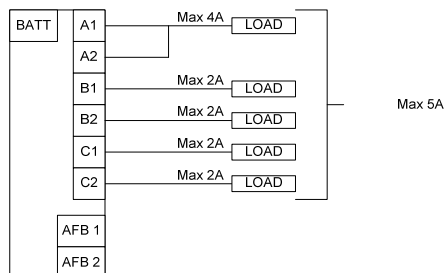 BATT A1 Max 4A LOAD
A2
B1 Max 2A LOAD
Max 5A
B2 Max 2A LOAD
C1 Max 2A LOAD
C2 Max 2A LOAD
AFB 1
AFB 2